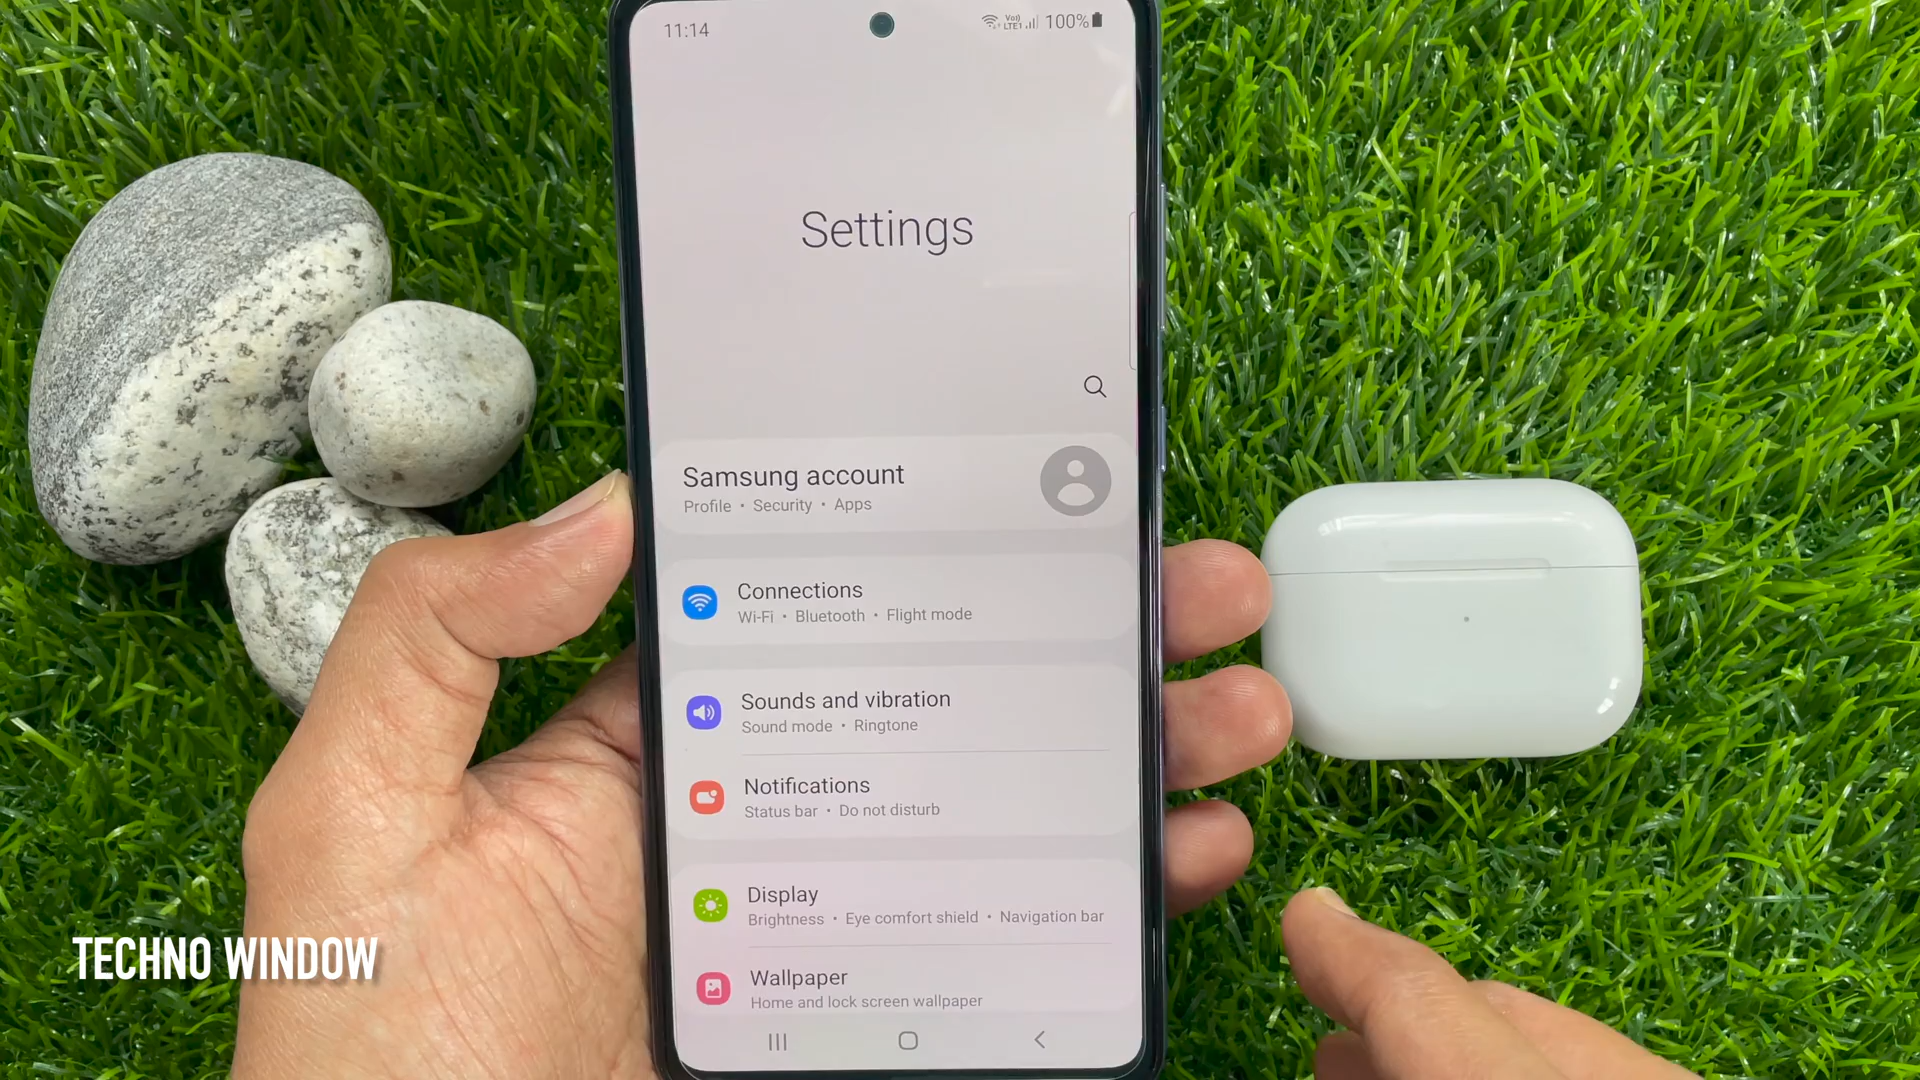 11:14
Vo)) LTE1 100%
Settings
Samsung account
Profile • Security • Apps
Connections
Wi-Fi • Bluetooth • Flight mode
Sounds and vibration
Sound mode • Ringtone
Notifications
Status bar • Do not disturb
Display
Brightness • Eye comfort shield • Navigation bar
Wallpaper
Home and lock screen wallpaper
TECHNO WINDOW